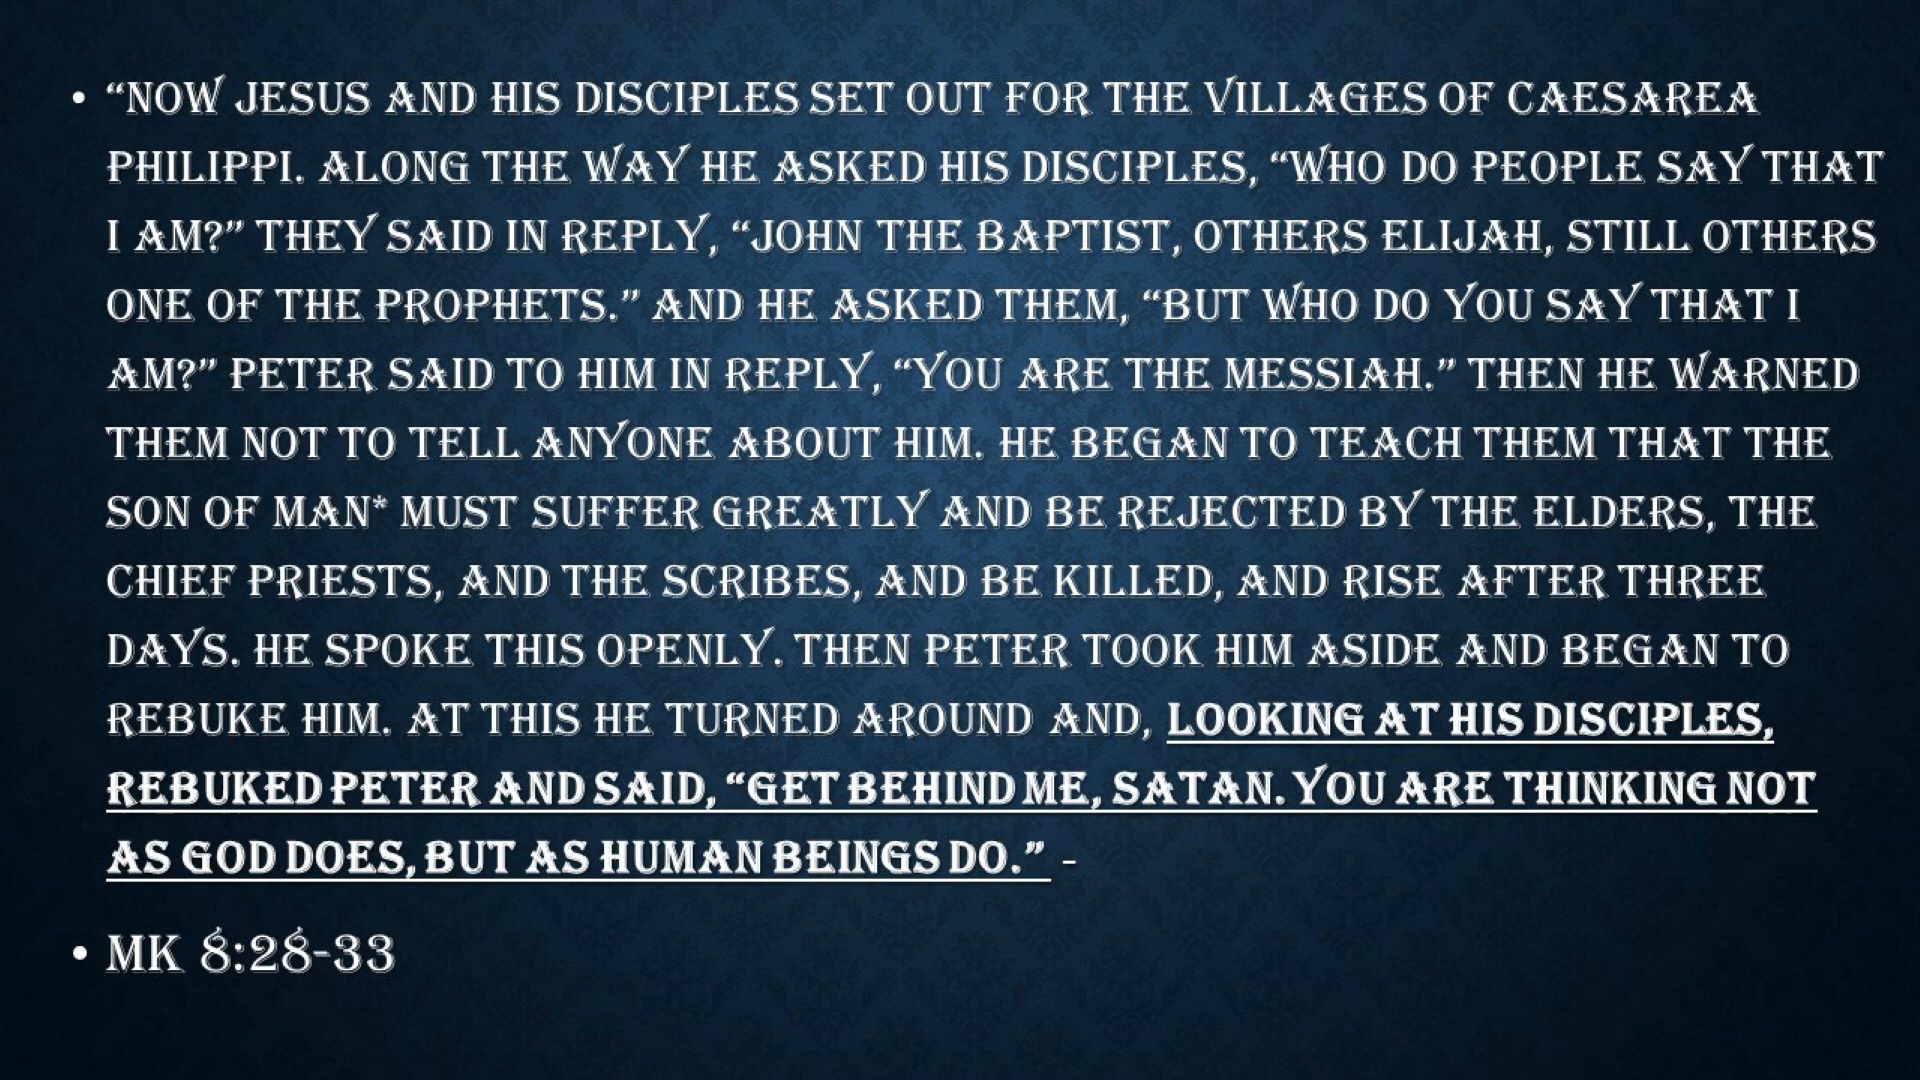 • “NOW JESUS AND HIS DISCIPLES SET OUT FOR THE VILLAGES OF CAESAREA
PHILIPPI. ALONG THE WAY HE ASKED HIS DISCIPLES, “WHO DO PEOPLE SAY THAT
I AM?” THEY SAID IN REPLY, “JOHN THE BAPTIST, OTHERS ELIJAH, STILL OTHERS
ONE OF THE PROPHETS.” AND HE ASKED THEM, “BUT WHO DO YOU SAY THAT I
AM?” PETER SAID TO HIM IN REPLY, “YOU ARE THE MESSIAH.” THEN HE WARNED
THEM NOT TO TELL ANYONE ABOUT HIM. HE BEGAN TO TEACH THEM THAT THE
SON OF MAN* MUST SUFFER GREATLY AND BE REJECTED BY THE ELDERS, THE
CHIEF PRIESTS, AND THE SCRIBES, AND BE KILLED, AND RISE AFTER THREE
DAYS. HE SPOKE THIS OPENLY. THEN PETER TOOK HIM ASIDE AND BEGAN TO
REBUKE HIM. AT THIS HE TURNED AROUND AND, LOOKING AT HIS DISCIPLES,
REBUKED PETER AND SAID, “GET BEHIND ME, SATAN. YOU ARE THINKING NOT
AS GOD DOES, BUT AS HUMAN BEINGS DO.” -
• MK 8:28-33